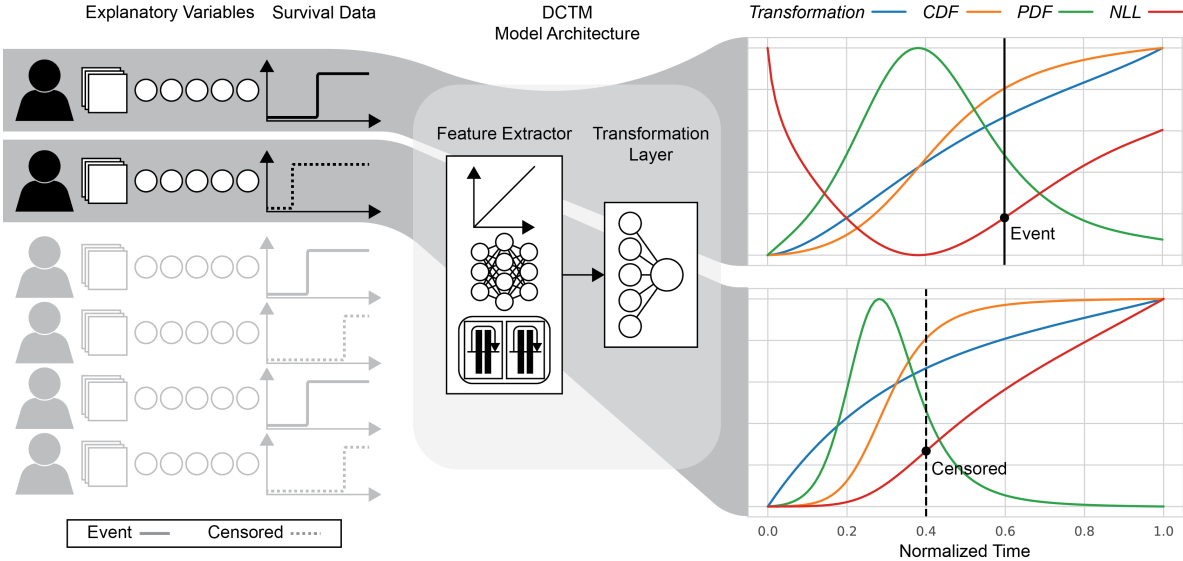 Explanatory Variables
Survival Data
DCTM
Model Architecture
Transformation CDF PDF NLL
Feature Extractor
Transformation
Layer
Event
Censored
Event Censored
0.0 0.2 0.4 0.6 0.8 1.0
Normalized Time